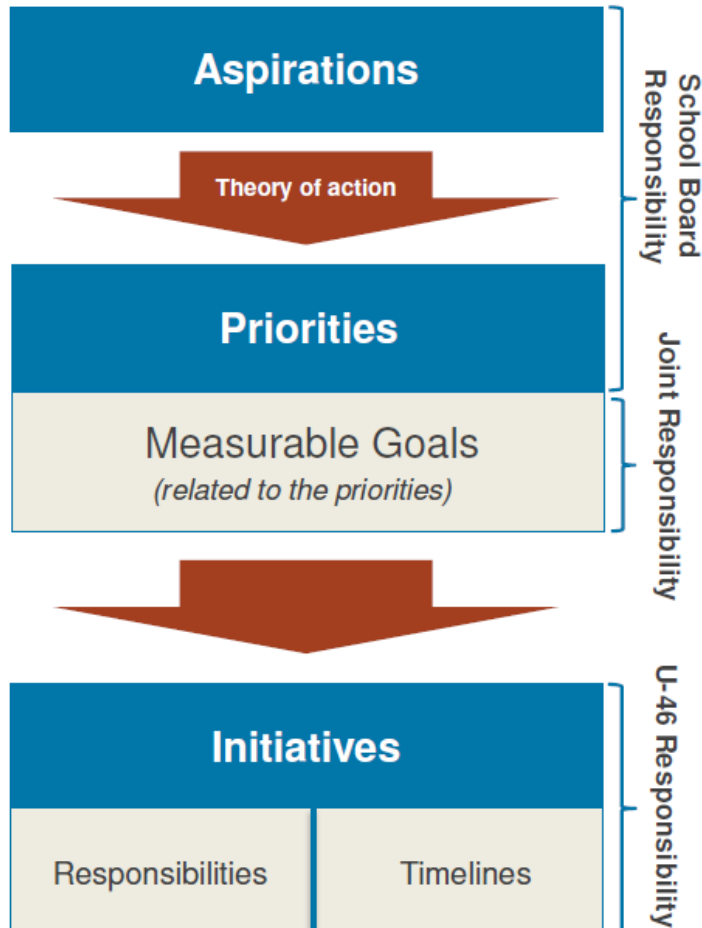 Aspirations
School Board
Responsibility
Theory of action
Priorities
Measurable Goals
(related to the priorities)
Joint Responsibility
Initiatives
U-46 Responsibility
Responsibilities
Timelines